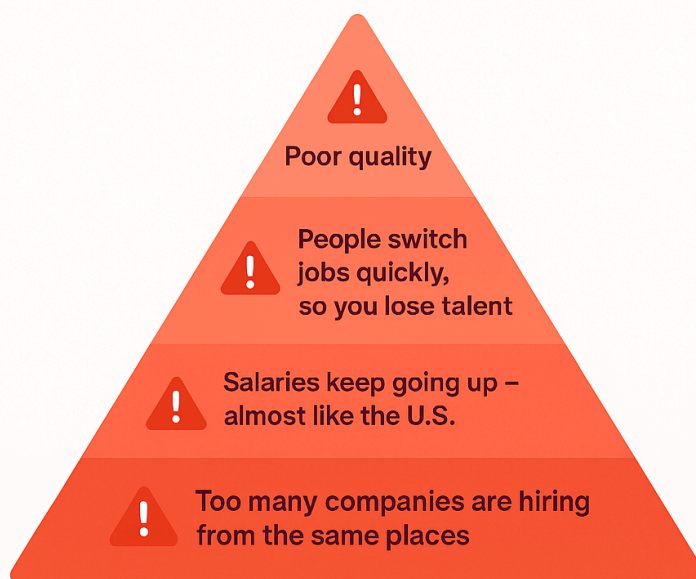 Poor quality
People switch
jobs quickly,
so you lose talent
Salaries keep going up –
almost like the U.S.
Too many companies are hiring
from the same places